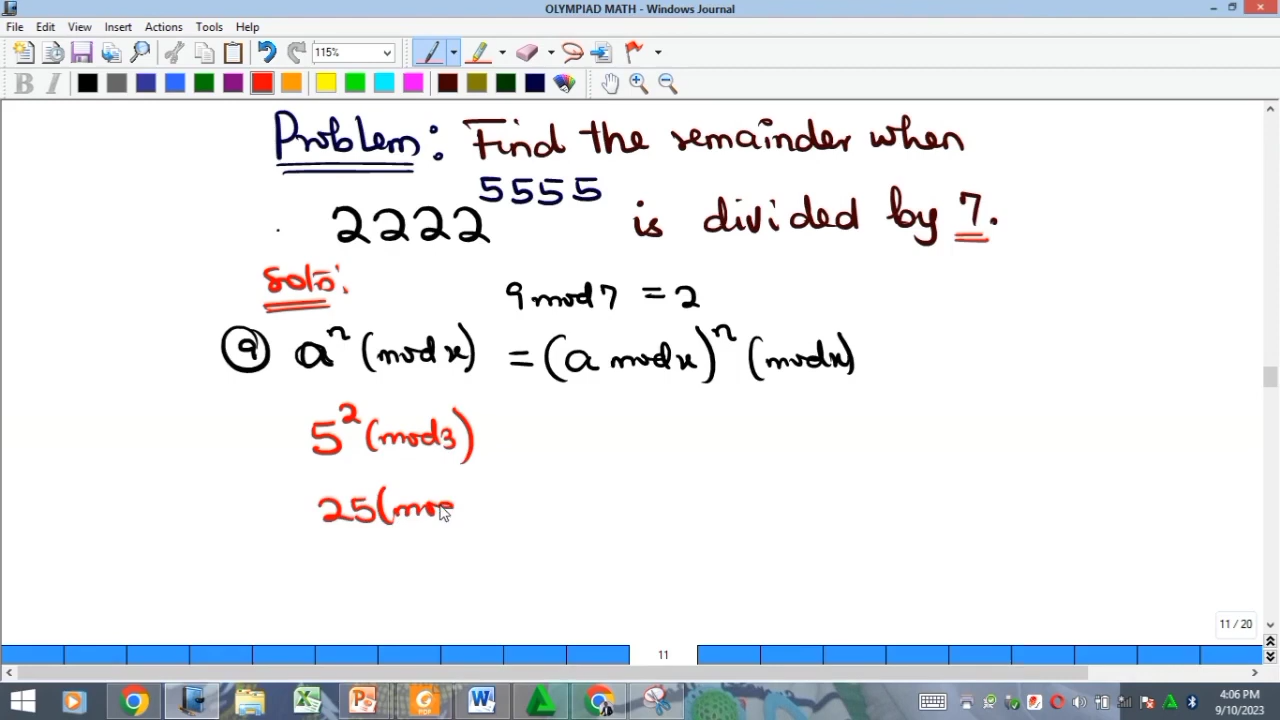 OLYMPIAD MATH - Windows Journal
File Edit View Insert Actions Tools Help
115%
B I
Problem: Find the remainder when
2222^5555 is divided by 7.
Soln:
9 mod 7 = 2
(a) a^n (mod x) = (a mod x)^n (mod x)
5^2 (mod 3)
25 (mo
11 / 20
11
4:06 PM
9/10/2023